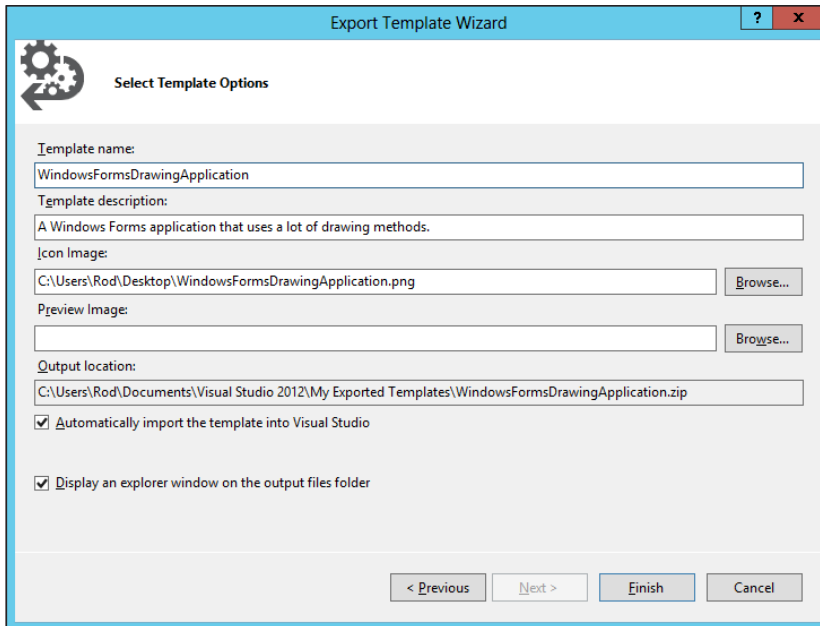 Export Template Wizard
?
x
Select Template Options
Template name:
WindowsFormsDrawingApplication
Template description:
A Windows Forms application that uses a lot of drawing methods.
Icon Image:
C:\Users\Rod\Desktop\WindowsFormsDrawingApplication.png
Browse...
Preview Image:
Browse...
Output location:
C:\Users\Rod\Documents\Visual Studio 2012\My Exported Templates\WindowsFormsDrawingApplication.zip
Automatically import the template into Visual Studio
Display an explorer window on the output files folder
< Previous
Next >
Finish
Cancel